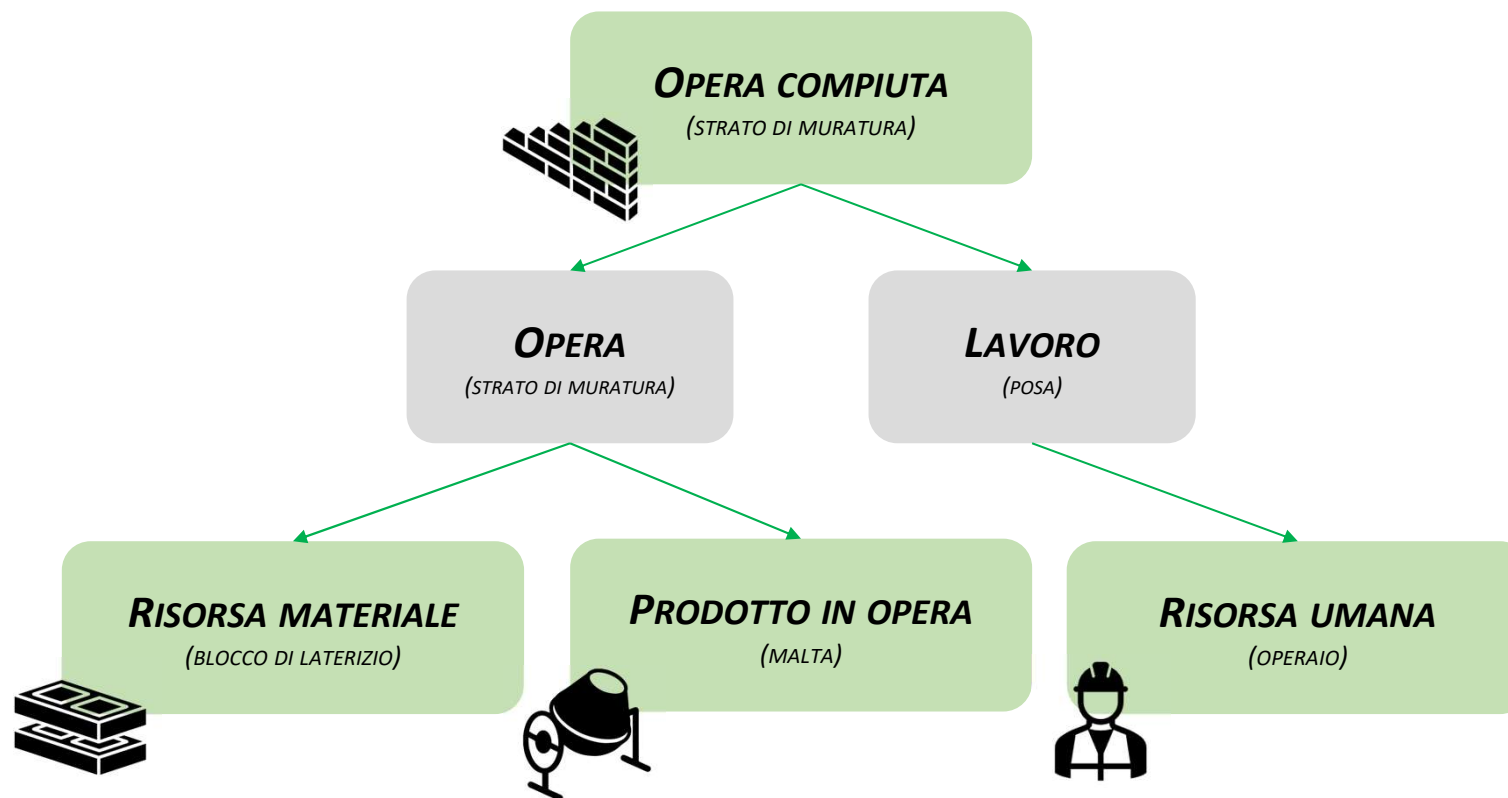 OPERA COMPIUTA
(STRATO DI MURATURA)
OPERA
(STRATO DI MURATURA)
LAVORO
(POSA)
RISORSA MATERIALE
(BLOCCO DI LATERIZIO)
PRODOTTO IN OPERA
(MALTA)
RISORSA UMANA
(OPERAIO)